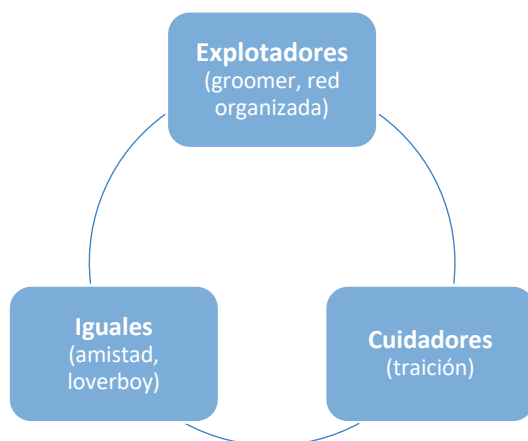 Explotadores
(groomer, red
organizada)
Iguales
(amistad,
loverboy)
Cuidadores
(traición)